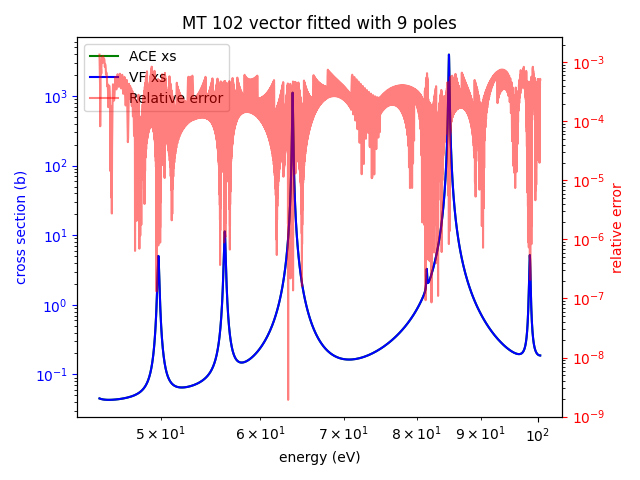 MT 102 vector fitted with 9 poles
ACE xs
VF xs
Relative error
cross section (b)
10³
10²
10¹
10⁰
10⁻¹
10⁻³
10⁻⁴
10⁻⁵
10⁻⁶
10⁻⁷
10⁻⁸
10⁻⁹
relative error
5 × 10¹
6 × 10¹
7 × 10¹
8 × 10¹
9 × 10¹
10²
energy (eV)